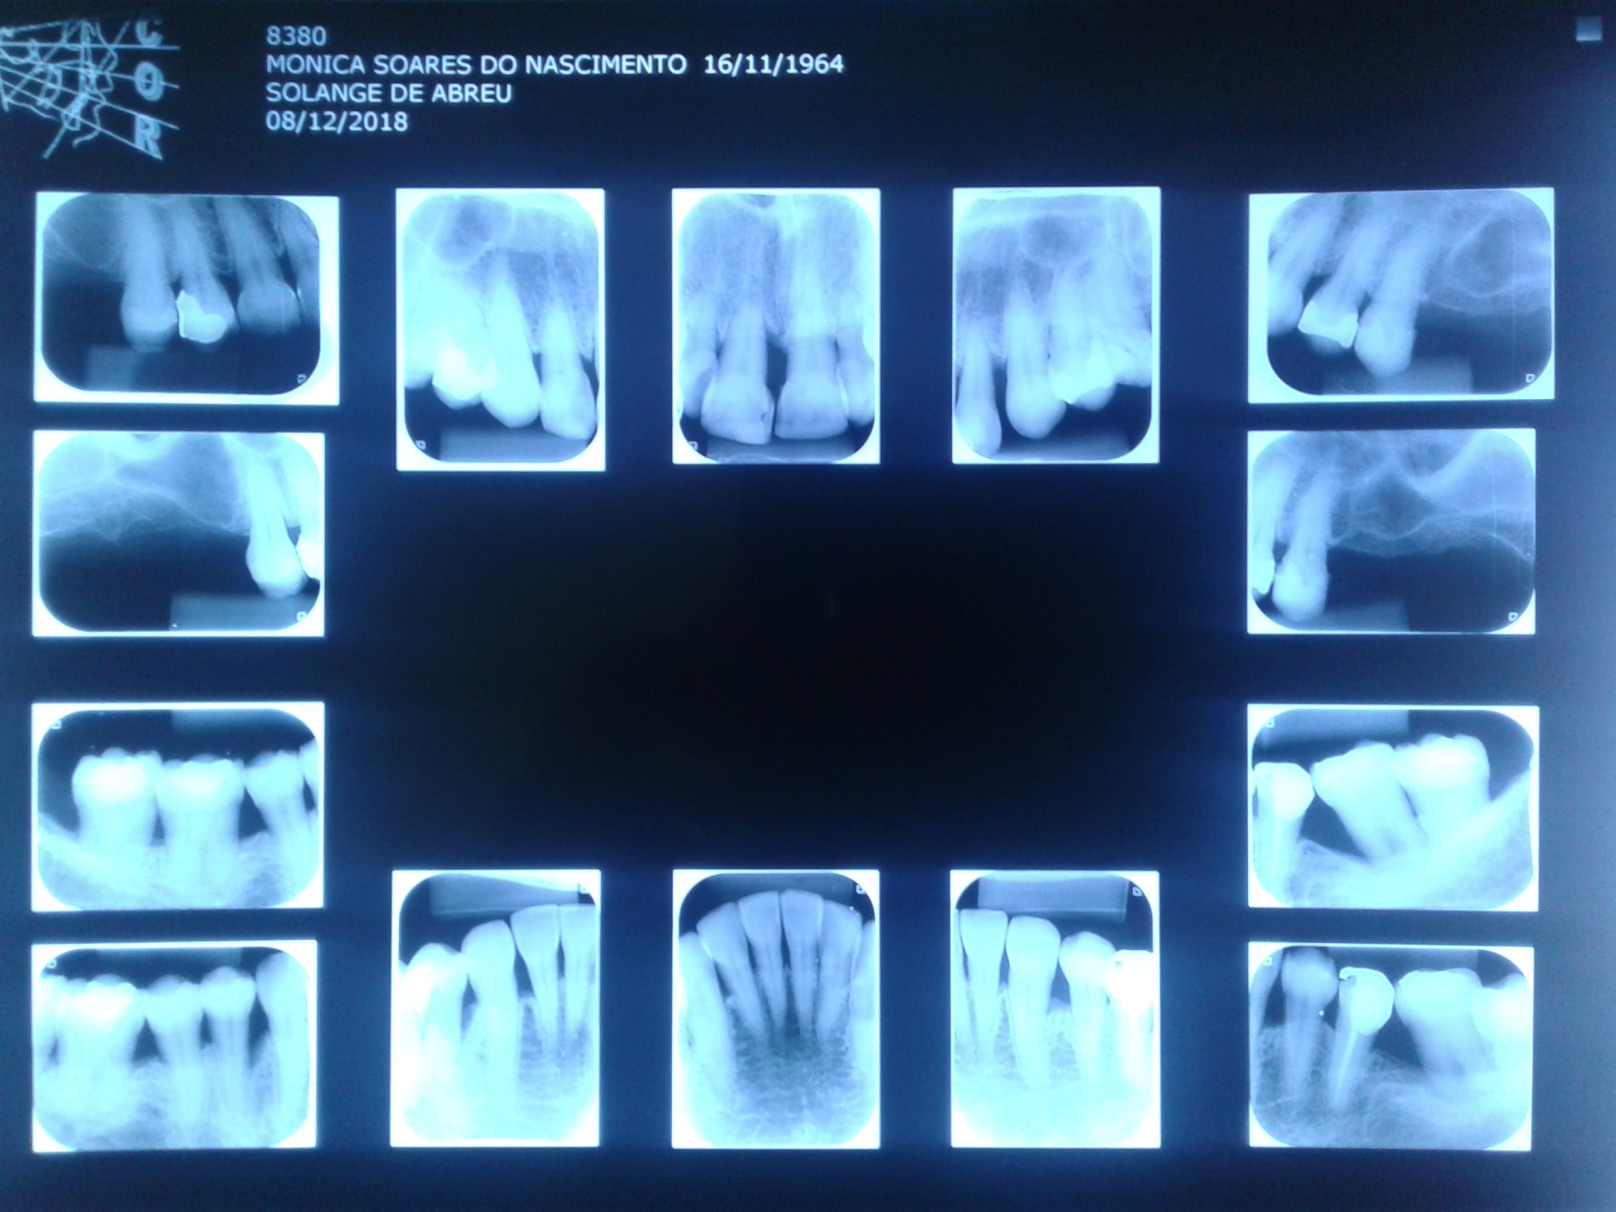 8380
MONICA SOARES DO NASCIMENTO 16/11/1964
SOLANGE DE ABREU
08/12/2018